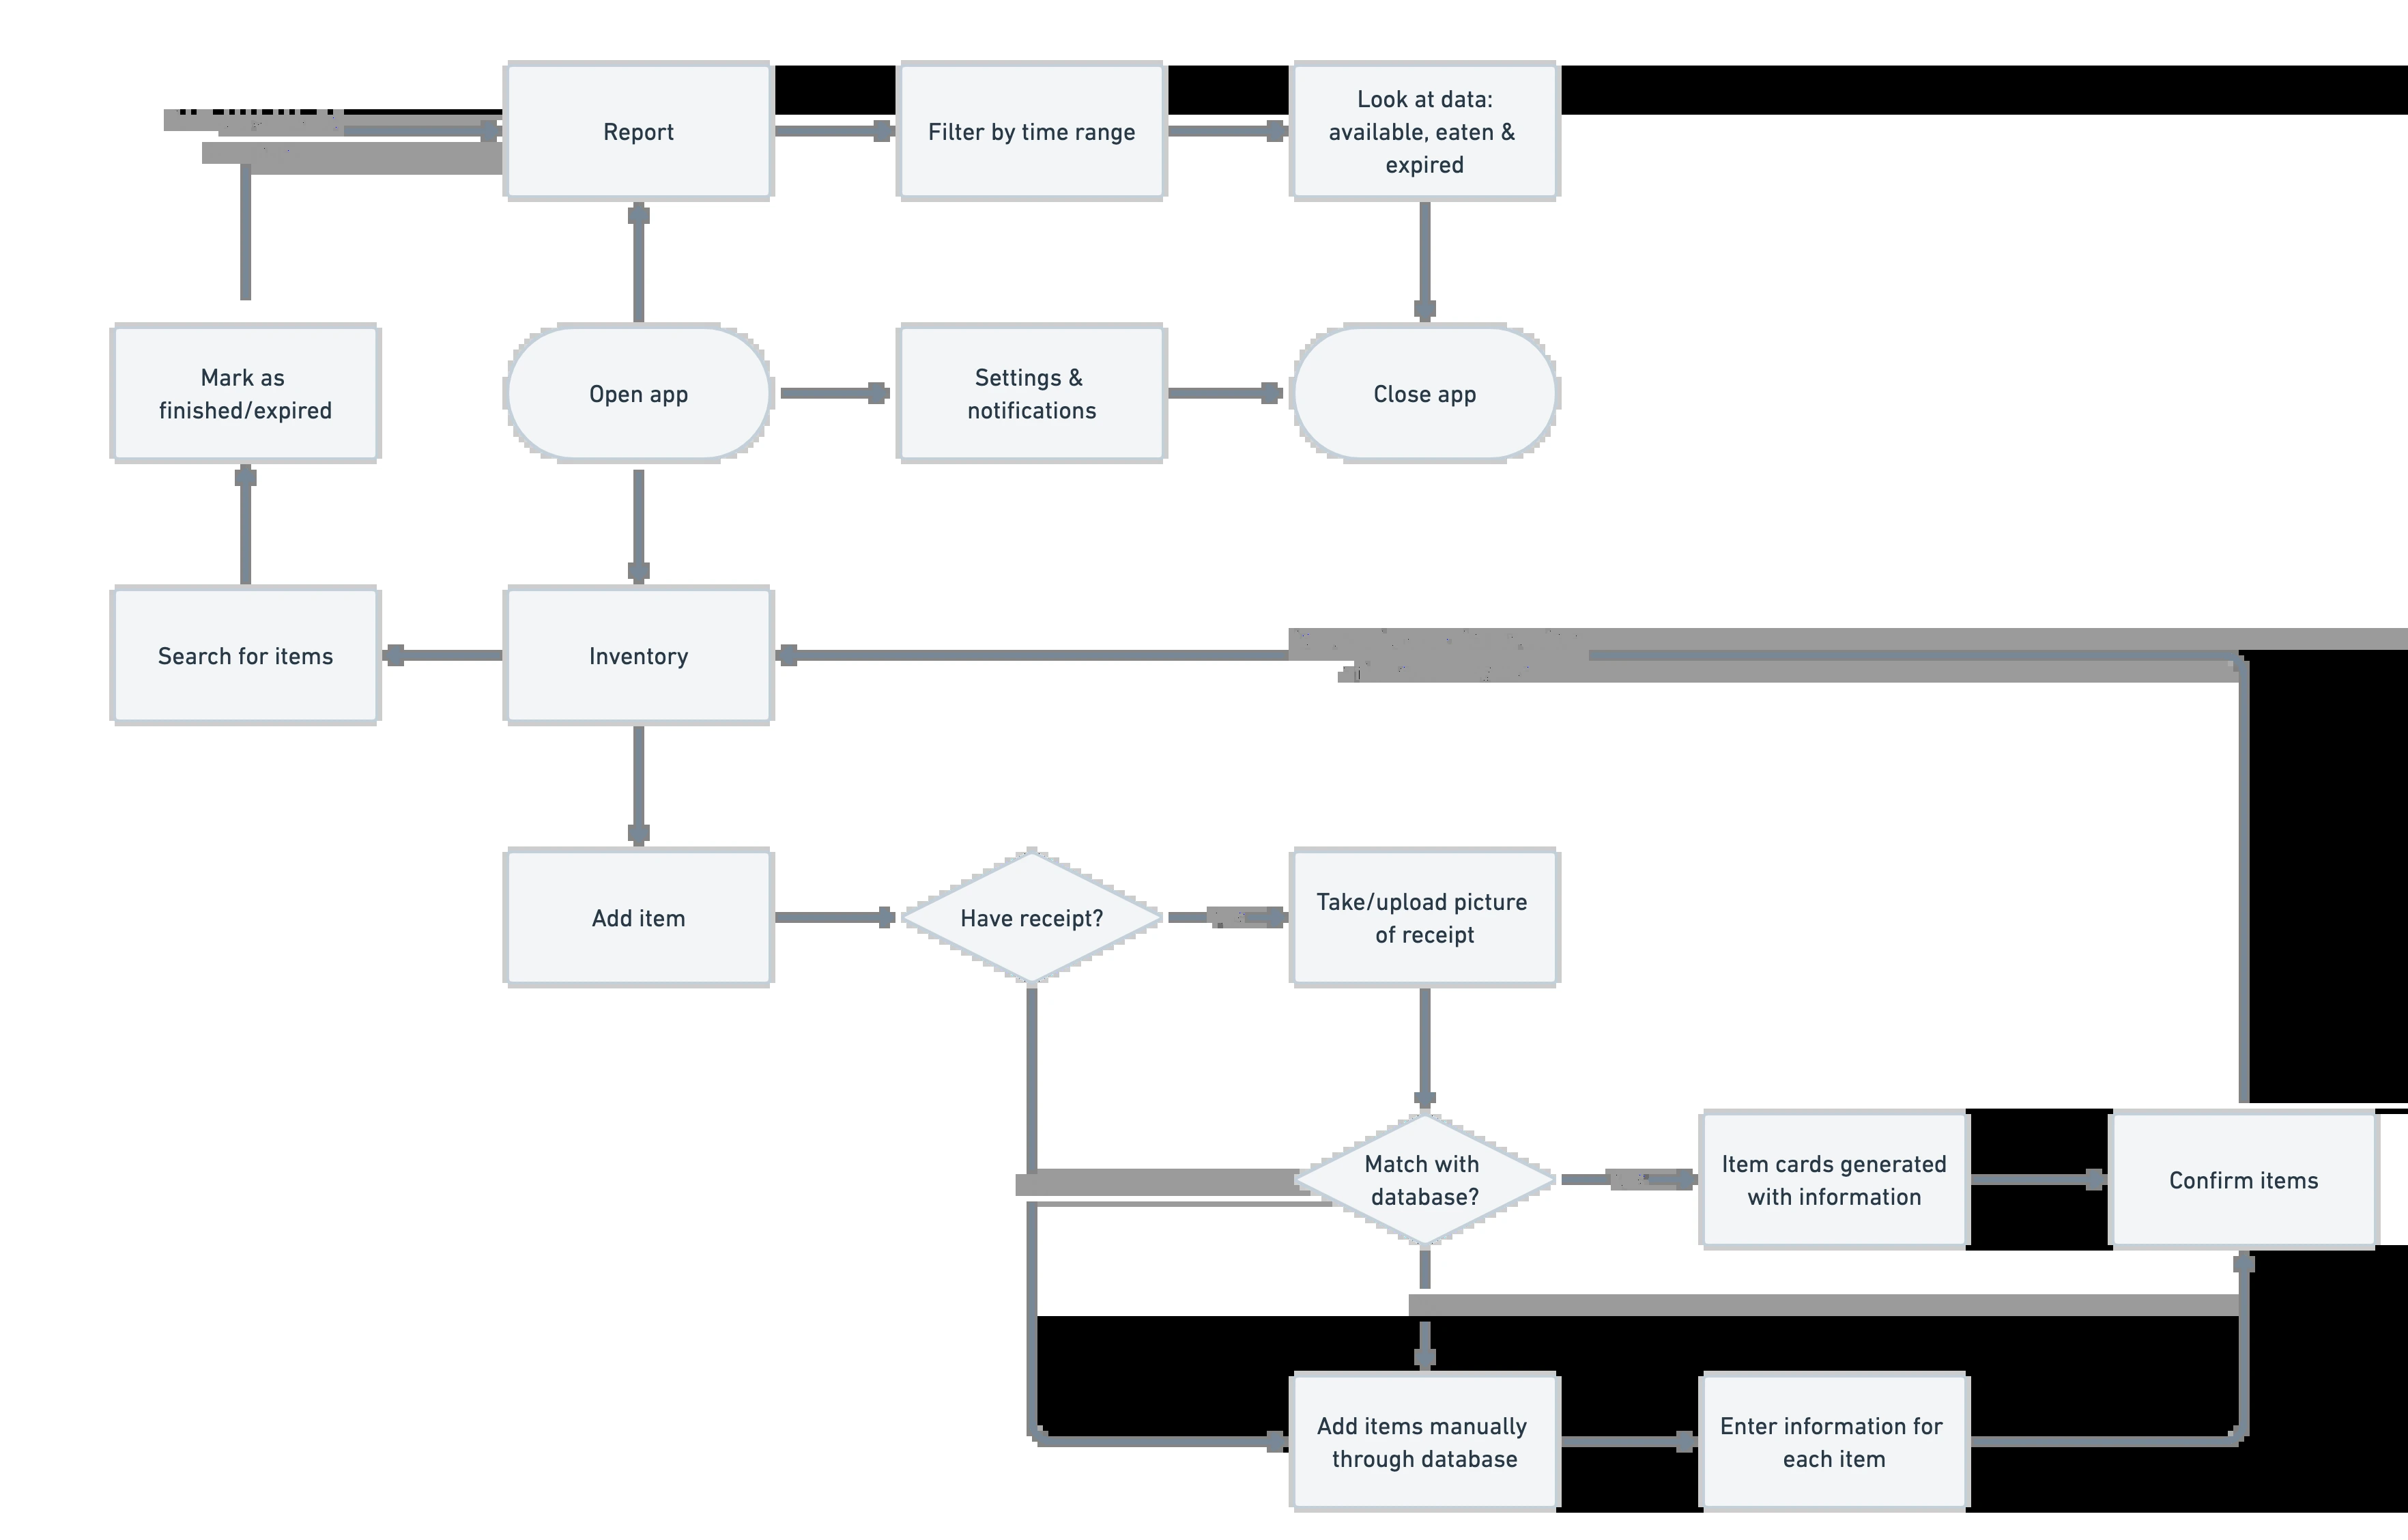 Report
Filter by time range
Look at data:
available, eaten &
expired
Mark as
finished/expired
Open app
Settings &
notifications
Close app
Search for items
Inventory
Add item
Have receipt?
Take/upload picture
of receipt
Match with
database?
Item cards generated
with information
Confirm items
Add items manually
through database
Enter information for
each item